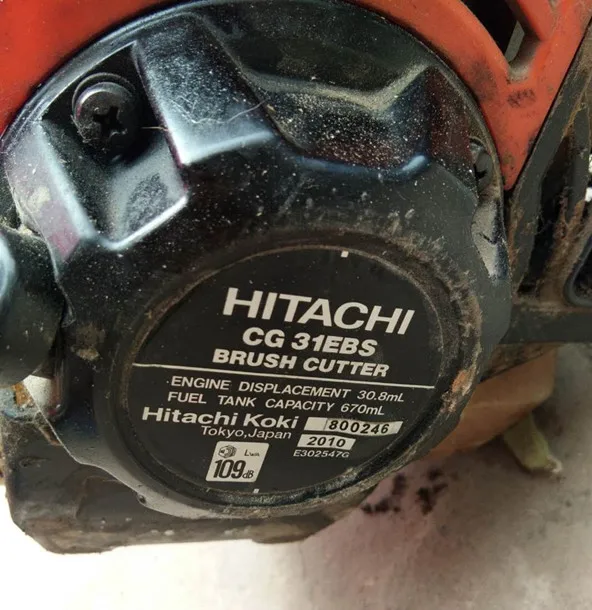 HITACHI
CG 31EBS
BRUSH CUTTER
ENGINE DISPLACEMENT 30.8mL
FUEL TANK CAPACITY 670mL
Hitachi Koki 800246
Tokyo,Japan 2010
E302547G
LWA
109dB